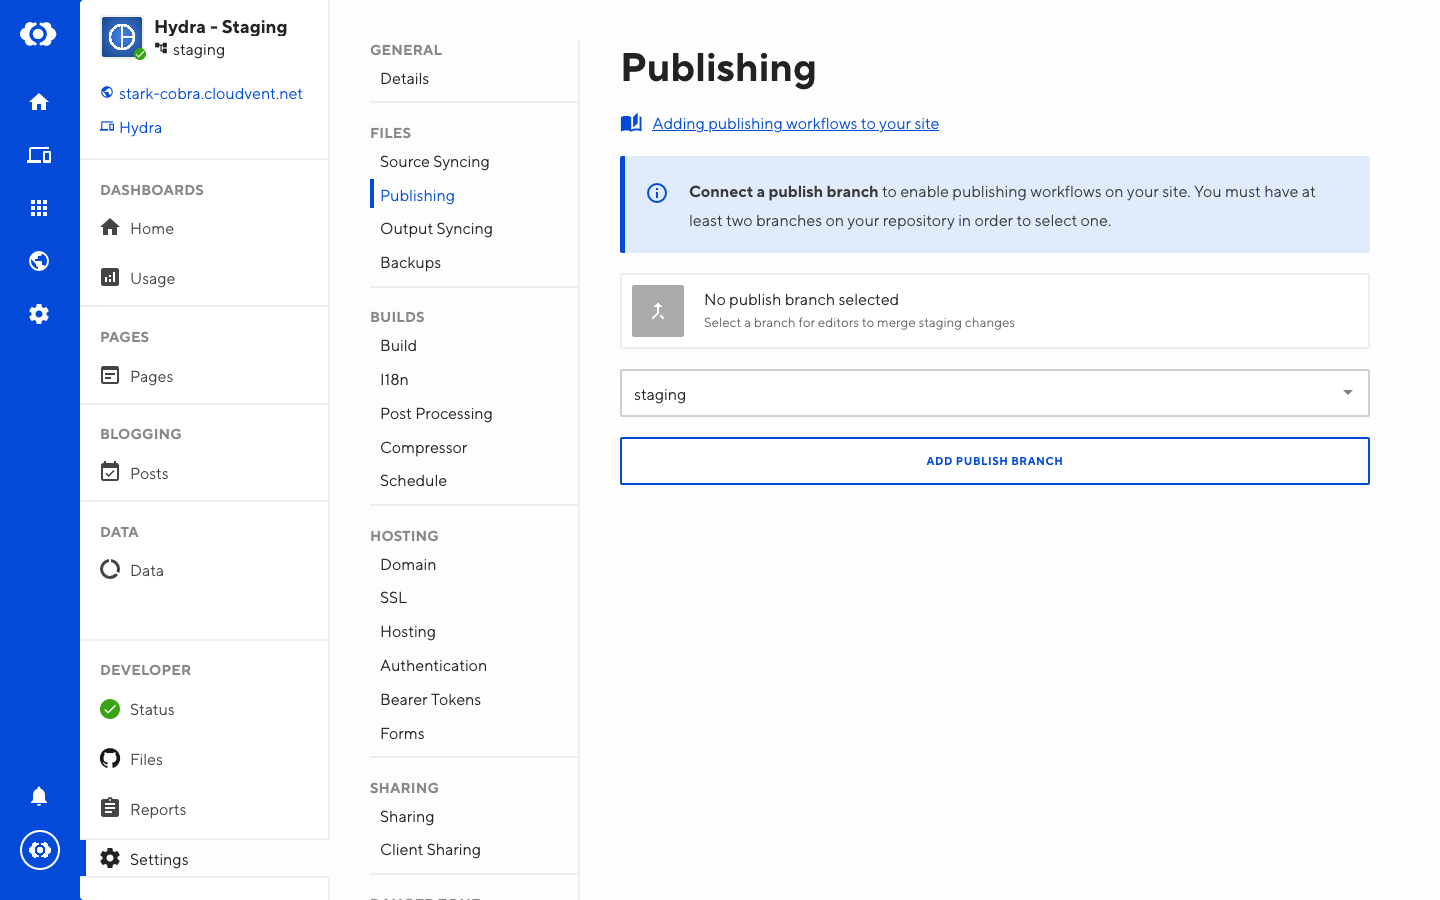 Hydra - Staging
staging
stark-cobra.cloudvent.net
Hydra
DASHBOARDS
Home
Usage
PAGES
Pages
BLOGGING
Posts
DATA
Data
DEVELOPER
Status
Files
Reports
Settings
GENERAL
Details
FILES
Source Syncing
Publishing
Output Syncing
Backups
BUILDS
Build
I18n
Post Processing
Compressor
Schedule
HOSTING
Domain
SSL
Hosting
Authentication
Bearer Tokens
Forms
SHARING
Sharing
Client Sharing
Publishing
Adding publishing workflows to your site
Connect a publish branch to enable publishing workflows on your site. You must have at
least two branches on your repository in order to select one.
No publish branch selected
Select a branch for editors to merge staging changes
staging
ADD PUBLISH BRANCH